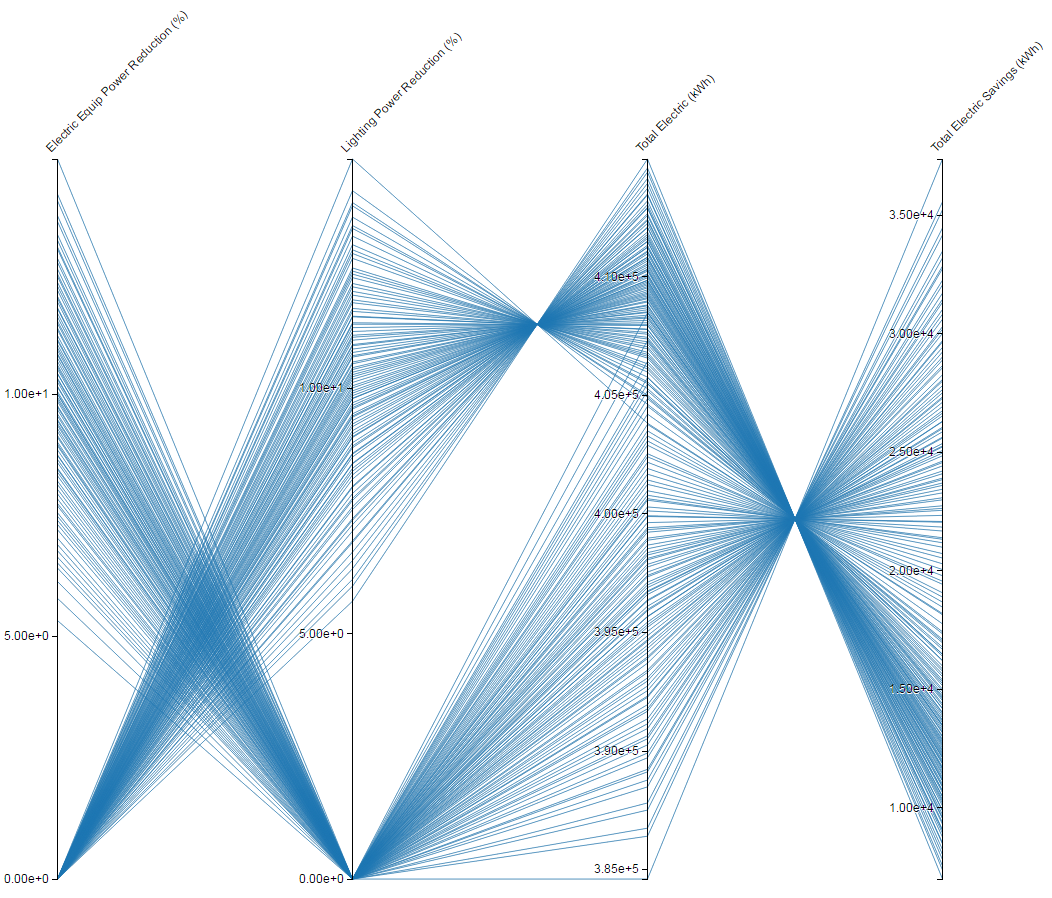 Electric Equip Power Reduction (%)
Lighting Power Reduction (%)
Total Electric (kWh)
Total Electric Savings (kWh)
1.00e+1
5.00e+0
0.00e+0
1.00e+1
5.00e+0
0.00e+0
4.10e+5
4.05e+5
4.00e+5
3.95e+5
3.90e+5
3.85e+5
3.50e+4
3.00e+4
2.50e+4
2.00e+4
1.50e+4
1.00e+4